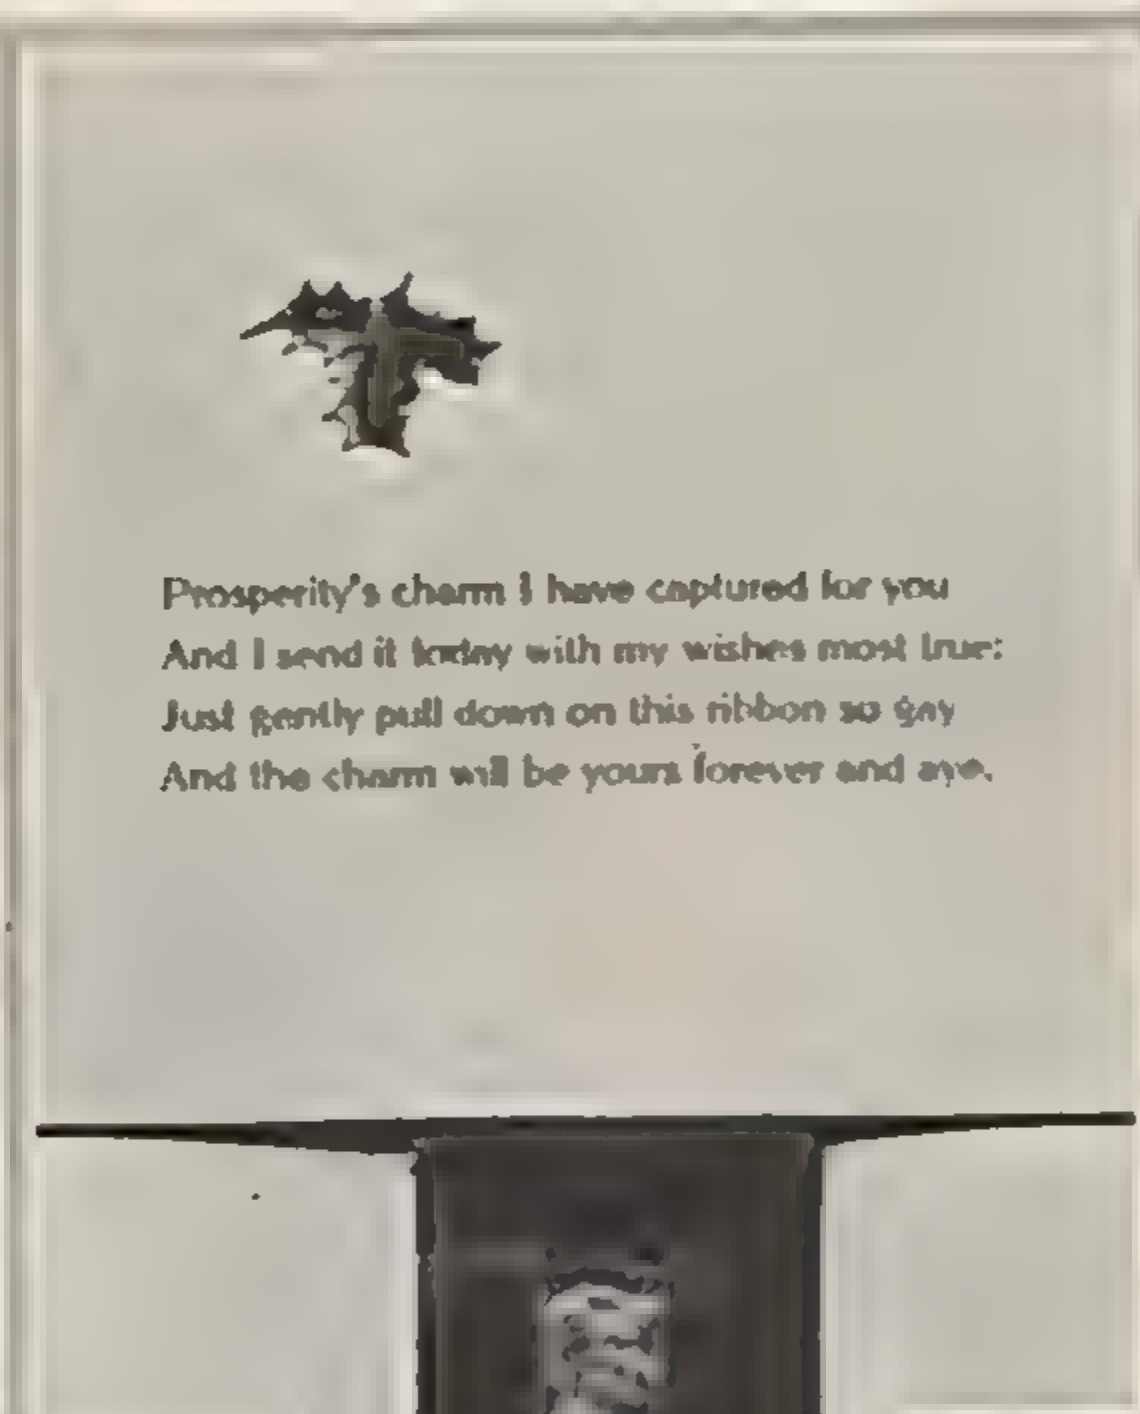 Prosperity's charm I have captured for you
And I send it today with my wishes most true:
Just gently pull down on this ribbon so gay
And the charm will be yours forever and aye.